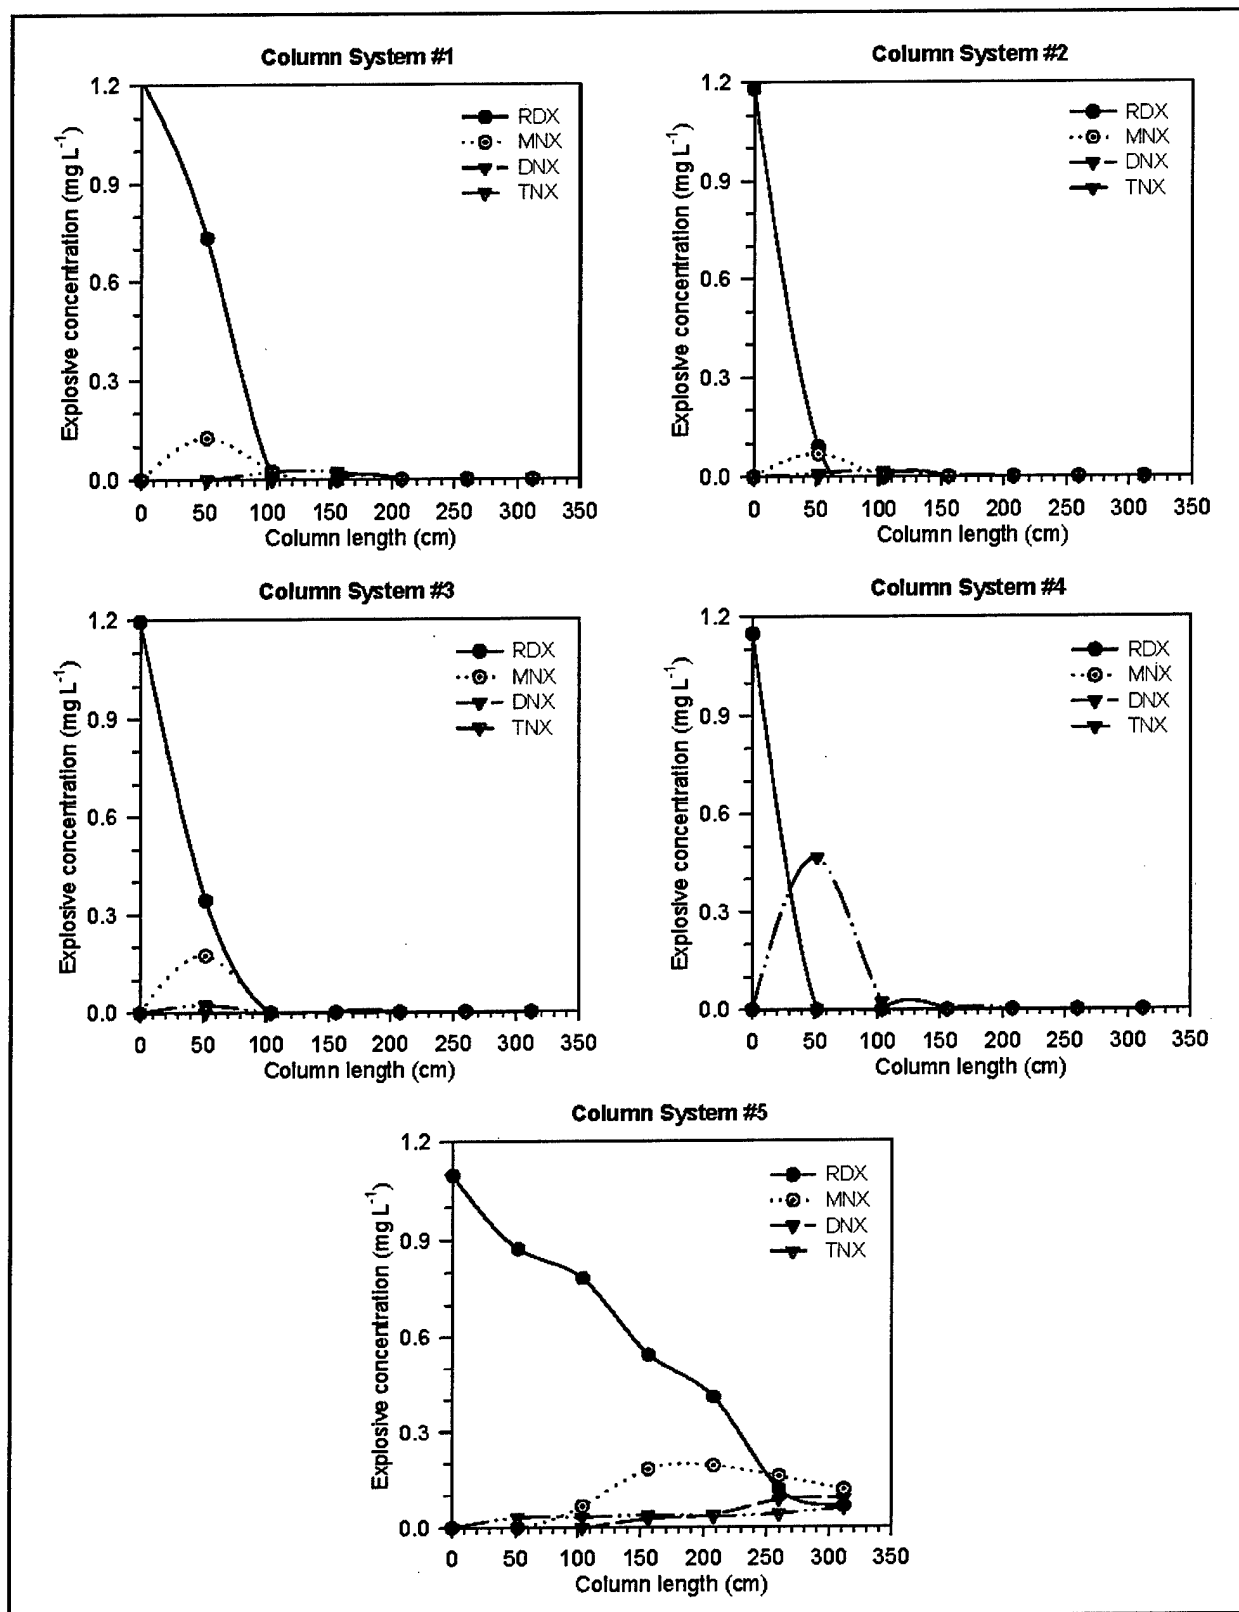 Column System #1
Explosive concentration (mg L⁻¹)
1.2
0.9
0.6
0.3
0.0
RDX
MNX
DNX
TNX
0 50 100 150 200 250 300 350
Column length (cm)
Column System #2
Explosive concentration (mg L⁻¹)
1.2
0.9
0.6
0.3
0.0
RDX
MNX
DNX
TNX
0 50 100 150 200 250 300 350
Column length (cm)
Column System #3
Explosive concentration (mg L⁻¹)
1.2
0.9
0.6
0.3
0.0
RDX
MNX
DNX
TNX
0 50 100 150 200 250 300 350
Column length (cm)
Column System #4
Explosive concentration (mg L⁻¹)
1.2
0.9
0.6
0.3
0.0
RDX
MNX
DNX
TNX
0 50 100 150 200 250 300 350
Column length (cm)
Column System #5
Explosive concentration (mg L⁻¹)
1.2
0.9
0.6
0.3
0.0
RDX
MNX
DNX
TNX
0 50 100 150 200 250 300 350
Column length (cm)